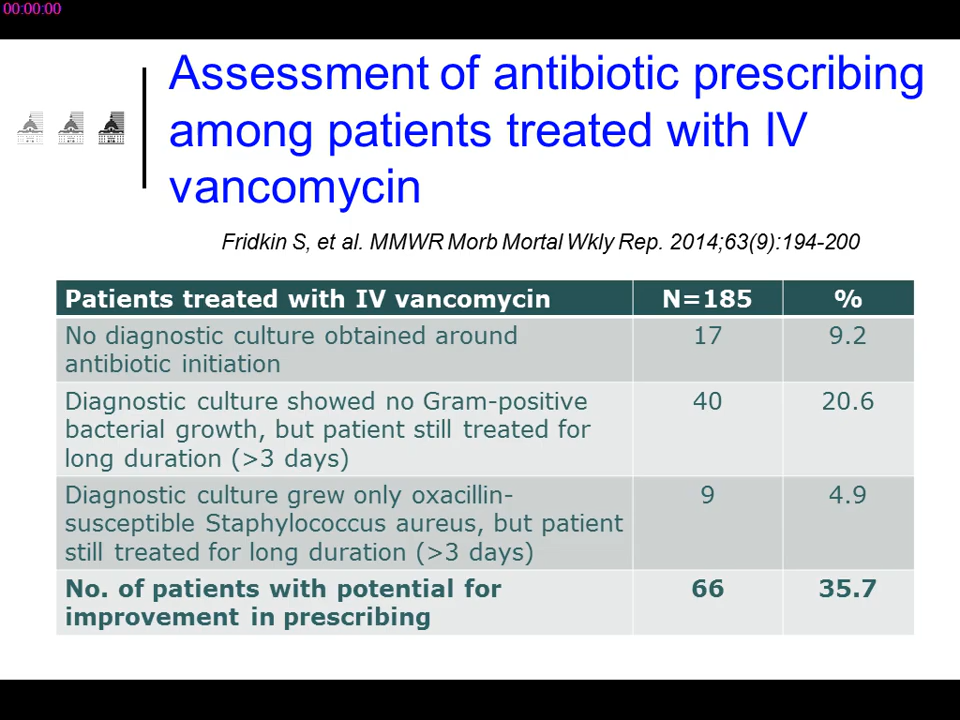 00:00:00
Assessment of antibiotic prescribing
among patients treated with IV
vancomycin
Fridkin S, et al. MMWR Morb Mortal Wkly Rep. 2014;63(9):194-200
Patients treated with IV vancomycin N=185 %
No diagnostic culture obtained around 17 9.2
antibiotic initiation
Diagnostic culture showed no Gram-positive 40 20.6
bacterial growth, but patient still treated for
long duration (>3 days)
Diagnostic culture grew only oxacillin- 9 4.9
susceptible Staphylococcus aureus, but patient
still treated for long duration (>3 days)
No. of patients with potential for 66 35.7
improvement in prescribing